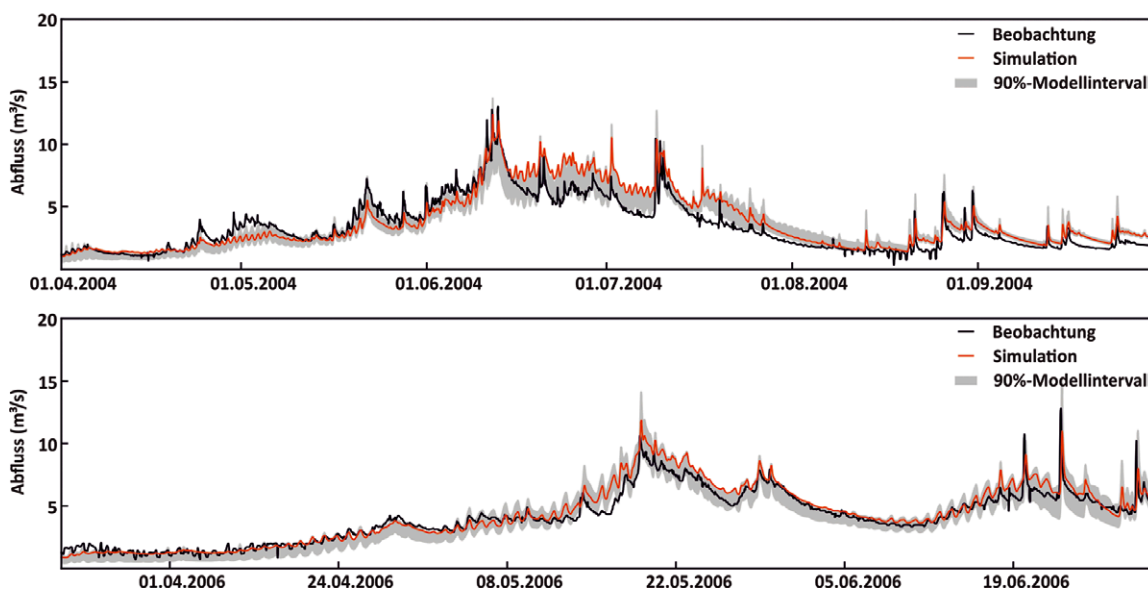 20
15
10
5
Abfluss (m³/s)
Beobachtung
Simulation
90%-Modellintervall
01.04.2004 01.05.2004 01.06.2004 01.07.2004 01.08.2004 01.09.2004
20
15
10
5
Abfluss (m³/s)
Beobachtung
Simulation
90%-Modellintervall
01.04.2006 24.04.2006 08.05.2006 22.05.2006 05.06.2006 19.06.2006